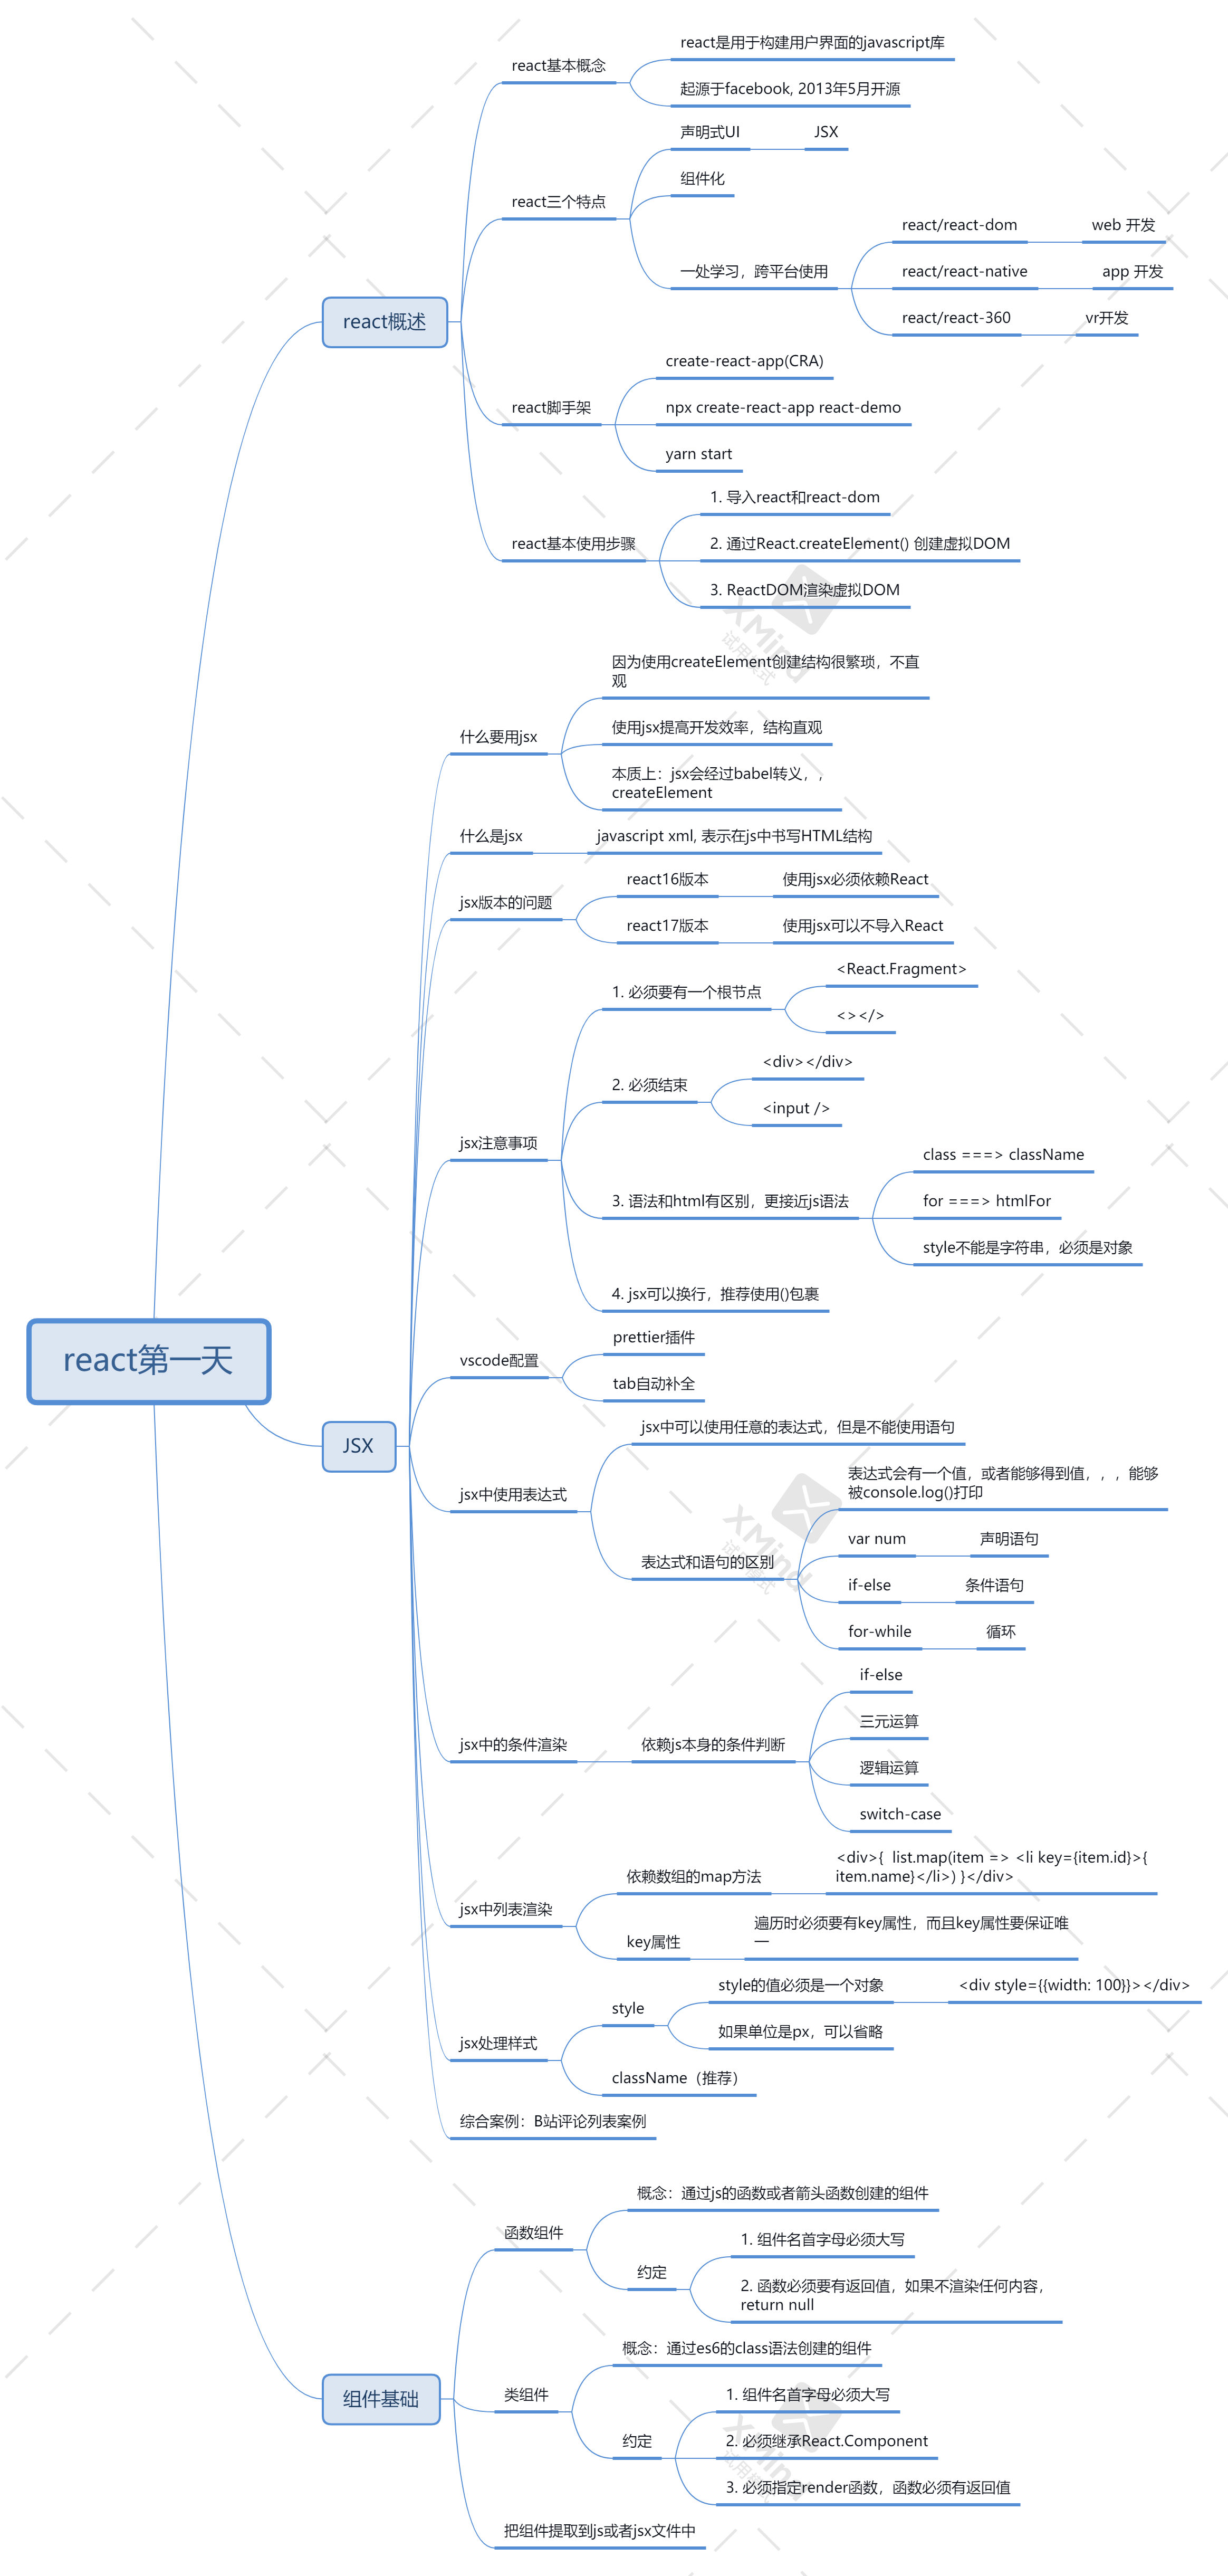 react第一天
react概述
react基本概念
react是用于构建用户界面的javascript库
起源于facebook, 2013年5月开源
react三个特点
声明式UI
JSX
组件化
一处学习，跨平台使用
react/react-dom
web 开发
react/react-native
app 开发
react/react-360
vr开发
react脚手架
create-react-app(CRA)
npx create-react-app react-demo
yarn start
react基本使用步骤
1. 导入react和react-dom
2. 通过React.createElement() 创建虚拟DOM
3. ReactDOM渲染虚拟DOM
JSX
什么要用jsx
因为使用createElement创建结构很繁琐，不直
观
使用jsx提高开发效率，结构直观
本质上：jsx会经过babel转义，，
createElement
什么是jsx
javascript xml, 表示在js中书写HTML结构
jsx版本的问题
react16版本
使用jsx必须依赖React
react17版本
使用jsx可以不导入React
jsx注意事项
1. 必须要有一个根节点
<React.Fragment>
<></>
2. 必须结束
<div></div>
<input />
3. 语法和html有区别，更接近js语法
class ===> className
for ===> htmlFor
style不能是字符串，必须是对象
4. jsx可以换行，推荐使用()包裹
vscode配置
prettier插件
tab自动补全
jsx中使用表达式
jsx中可以使用任意的表达式，但是不能使用语句
表达式和语句的区别
表达式会有一个值，或者能够得到值，，，能够
被console.log()打印
var num
声明语句
if-else
条件语句
for-while
循环
jsx中的条件渲染
依赖js本身的条件判断
if-else
三元运算
逻辑运算
switch-case
jsx中列表渲染
依赖数组的map方法
<div>{  list.map(item => <li key={item.id}>{
item.name}</li>) }</div>
key属性
遍历时必须要有key属性，而且key属性要保证唯
一
jsx处理样式
style
style的值必须是一个对象
<div style={{width: 100}}></div>
如果单位是px，可以省略
className（推荐）
综合案例：B站评论列表案例
组件基础
函数组件
概念：通过js的函数或者箭头函数创建的组件
约定
1. 组件名首字母必须大写
2. 函数必须要有返回值，如果不渲染任何内容，
return null
类组件
概念：通过es6的class语法创建的组件
约定
1. 组件名首字母必须大写
2. 必须继承React.Component
3. 必须指定render函数，函数必须有返回值
把组件提取到js或者jsx文件中
XMind
试用模式
XMind
试用模式
XMind
试用模式